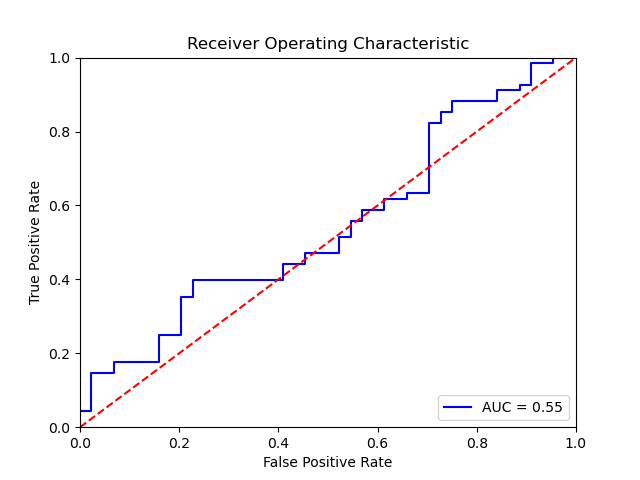 Receiver Operating Characteristic
True Positive Rate
1.0
0.8
0.6
0.4
0.2
0.0
AUC = 0.55
0.0 0.2 0.4 0.6 0.8 1.0
False Positive Rate